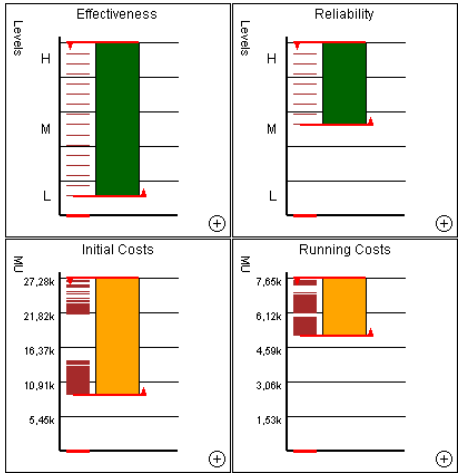 Effectiveness
Levels
H
M
L
Reliability
Levels
H
M
L
Initial Costs
MU
27,28k
21,82k
16,37k
10,91k
5,45k
Running Costs
MU
7,65k
6,12k
4,59k
3,06k
1,53k